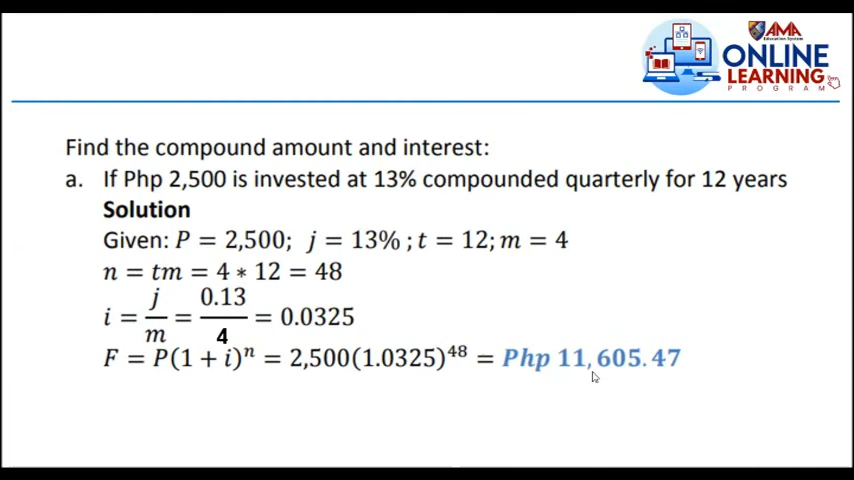 AMA
Education System
ONLINE
LEARNING
PROGRAM
Find the compound amount and interest:
a. If Php 2,500 is invested at 13% compounded quarterly for 12 years
Solution
Given: P = 2,500; j = 13% ; t = 12; m = 4
n = tm = 4 ∗ 12 = 48
i = j/m = 0.13/4 = 0.0325
F = P(1 + i)ⁿ = 2,500(1.0325)⁴⁸ = Php 11,605.47